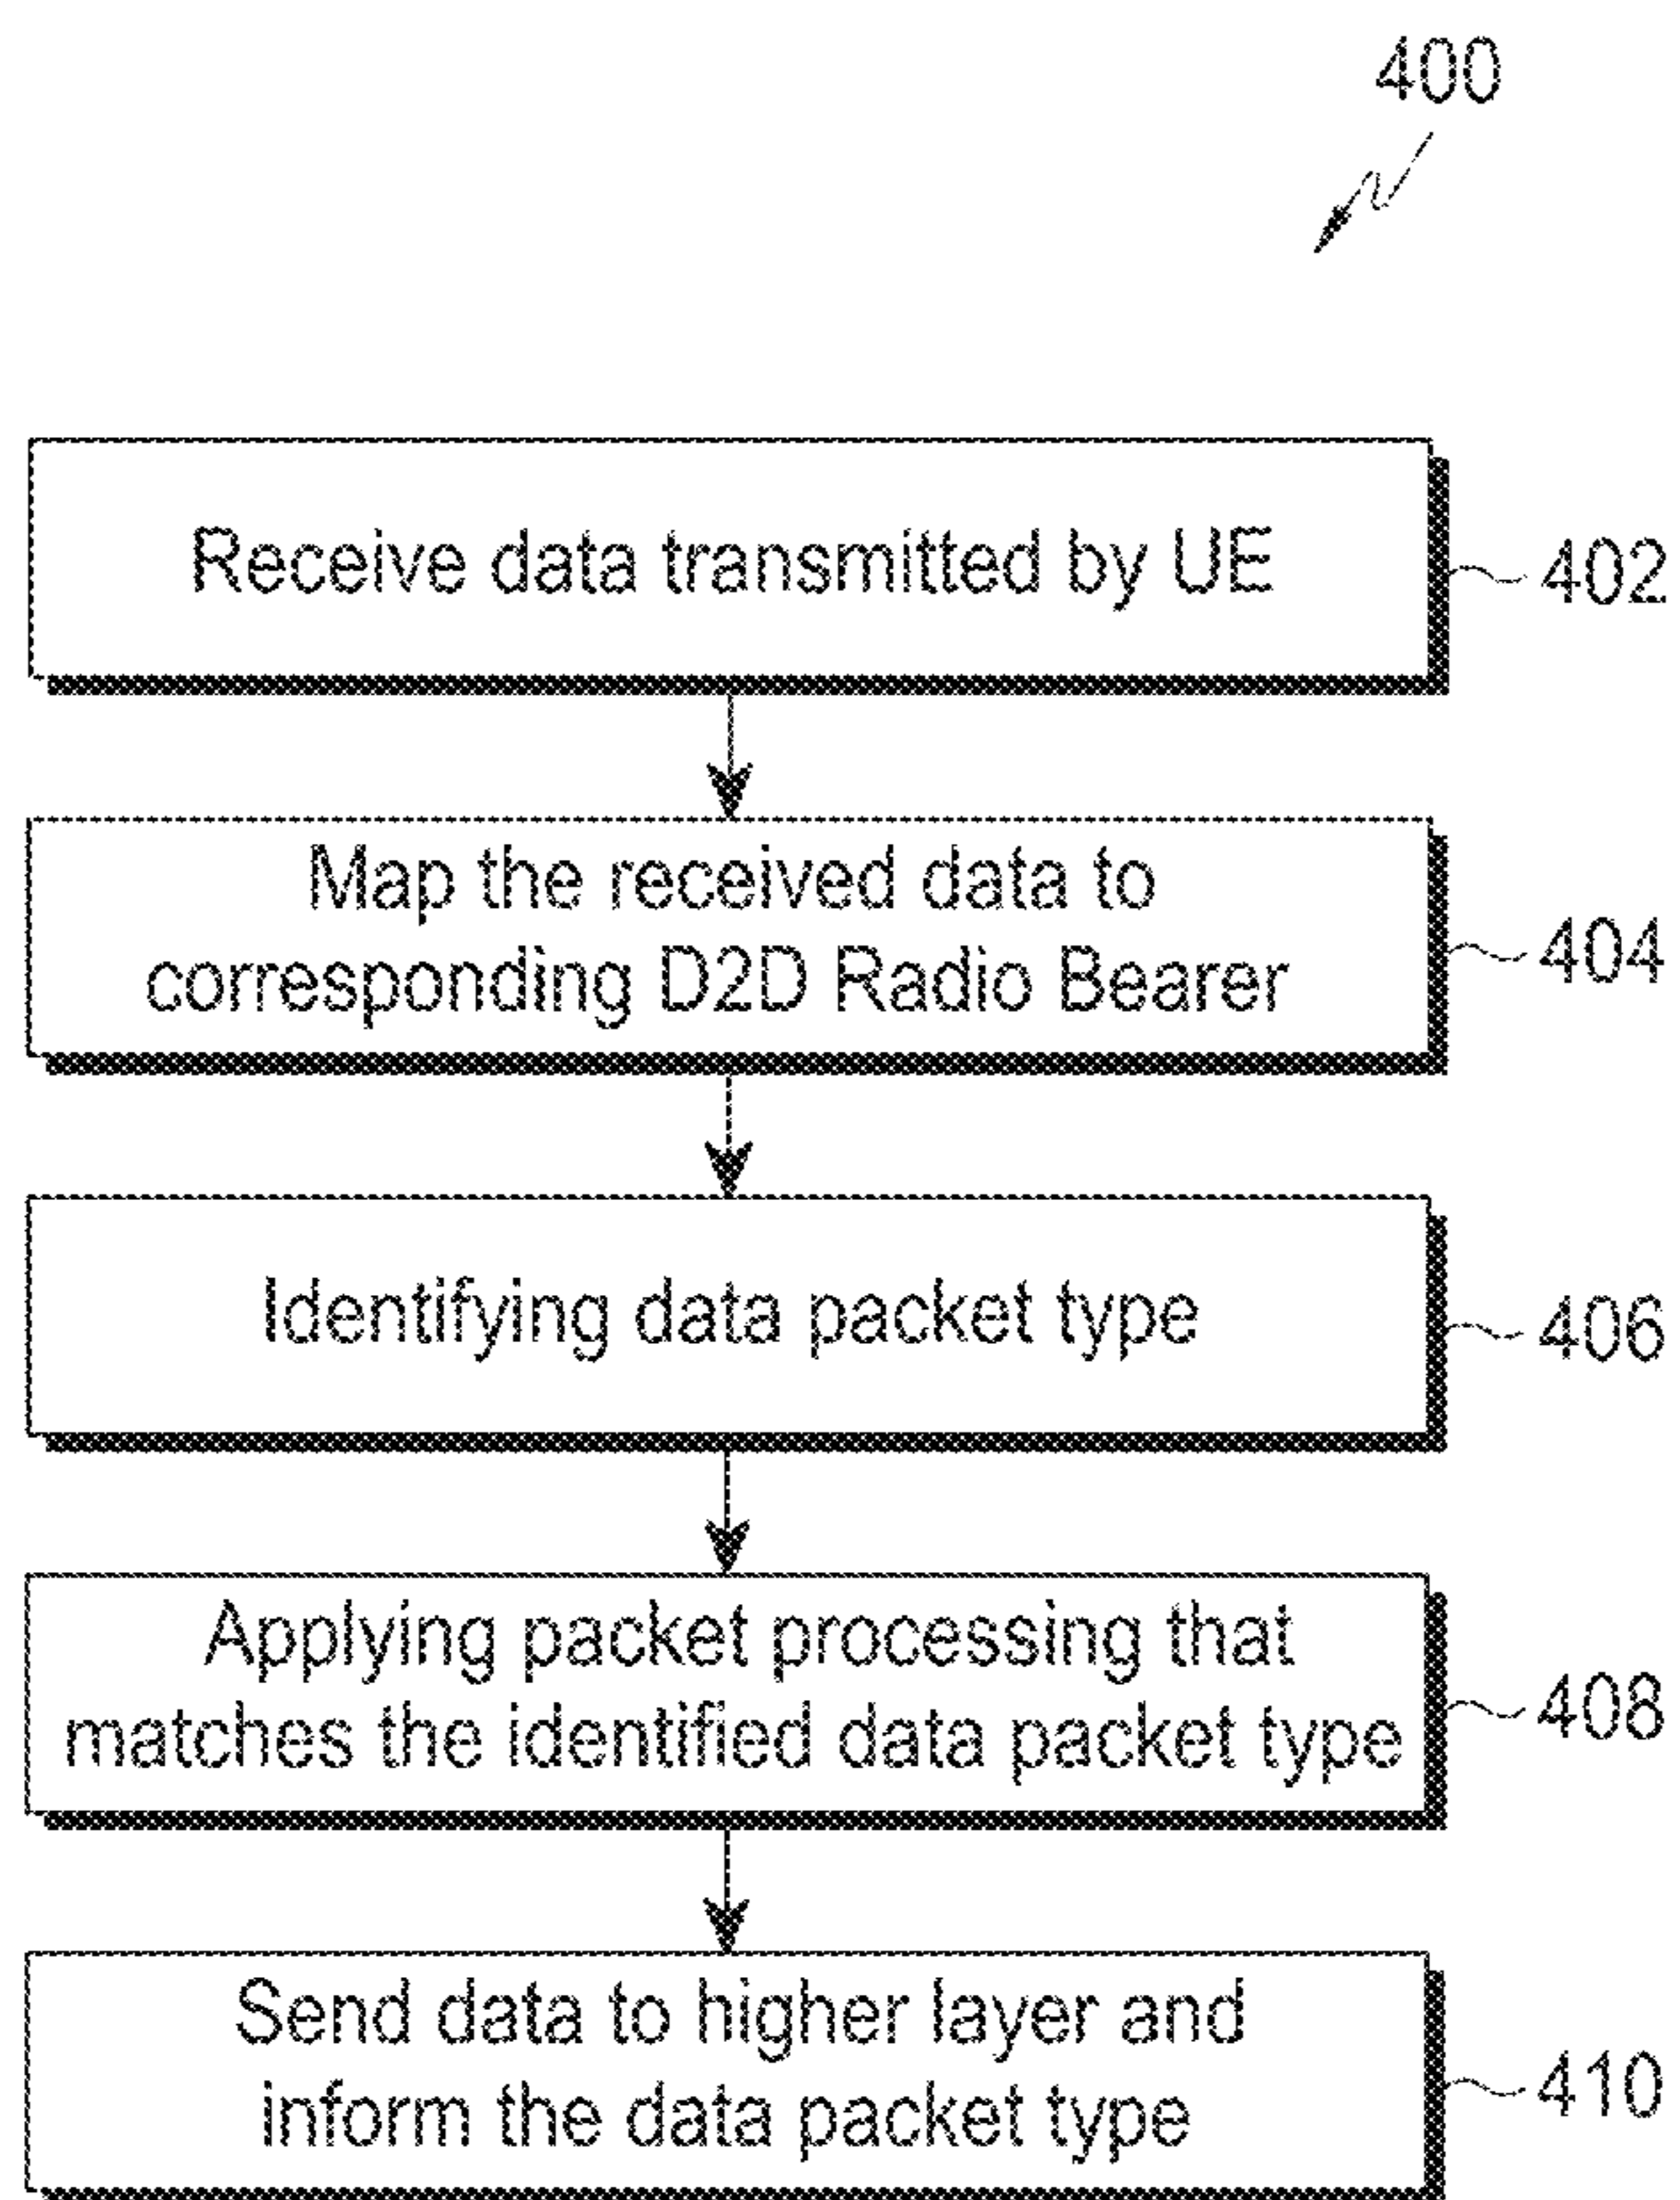 400
Receive data transmitted by UE
402
Map the received data to
corresponding D2D Radio Bearer
404
Identifying data packet type
406
Applying packet processing that
matches the identified data packet type
408
Send data to higher layer and
inform the data packet type
410